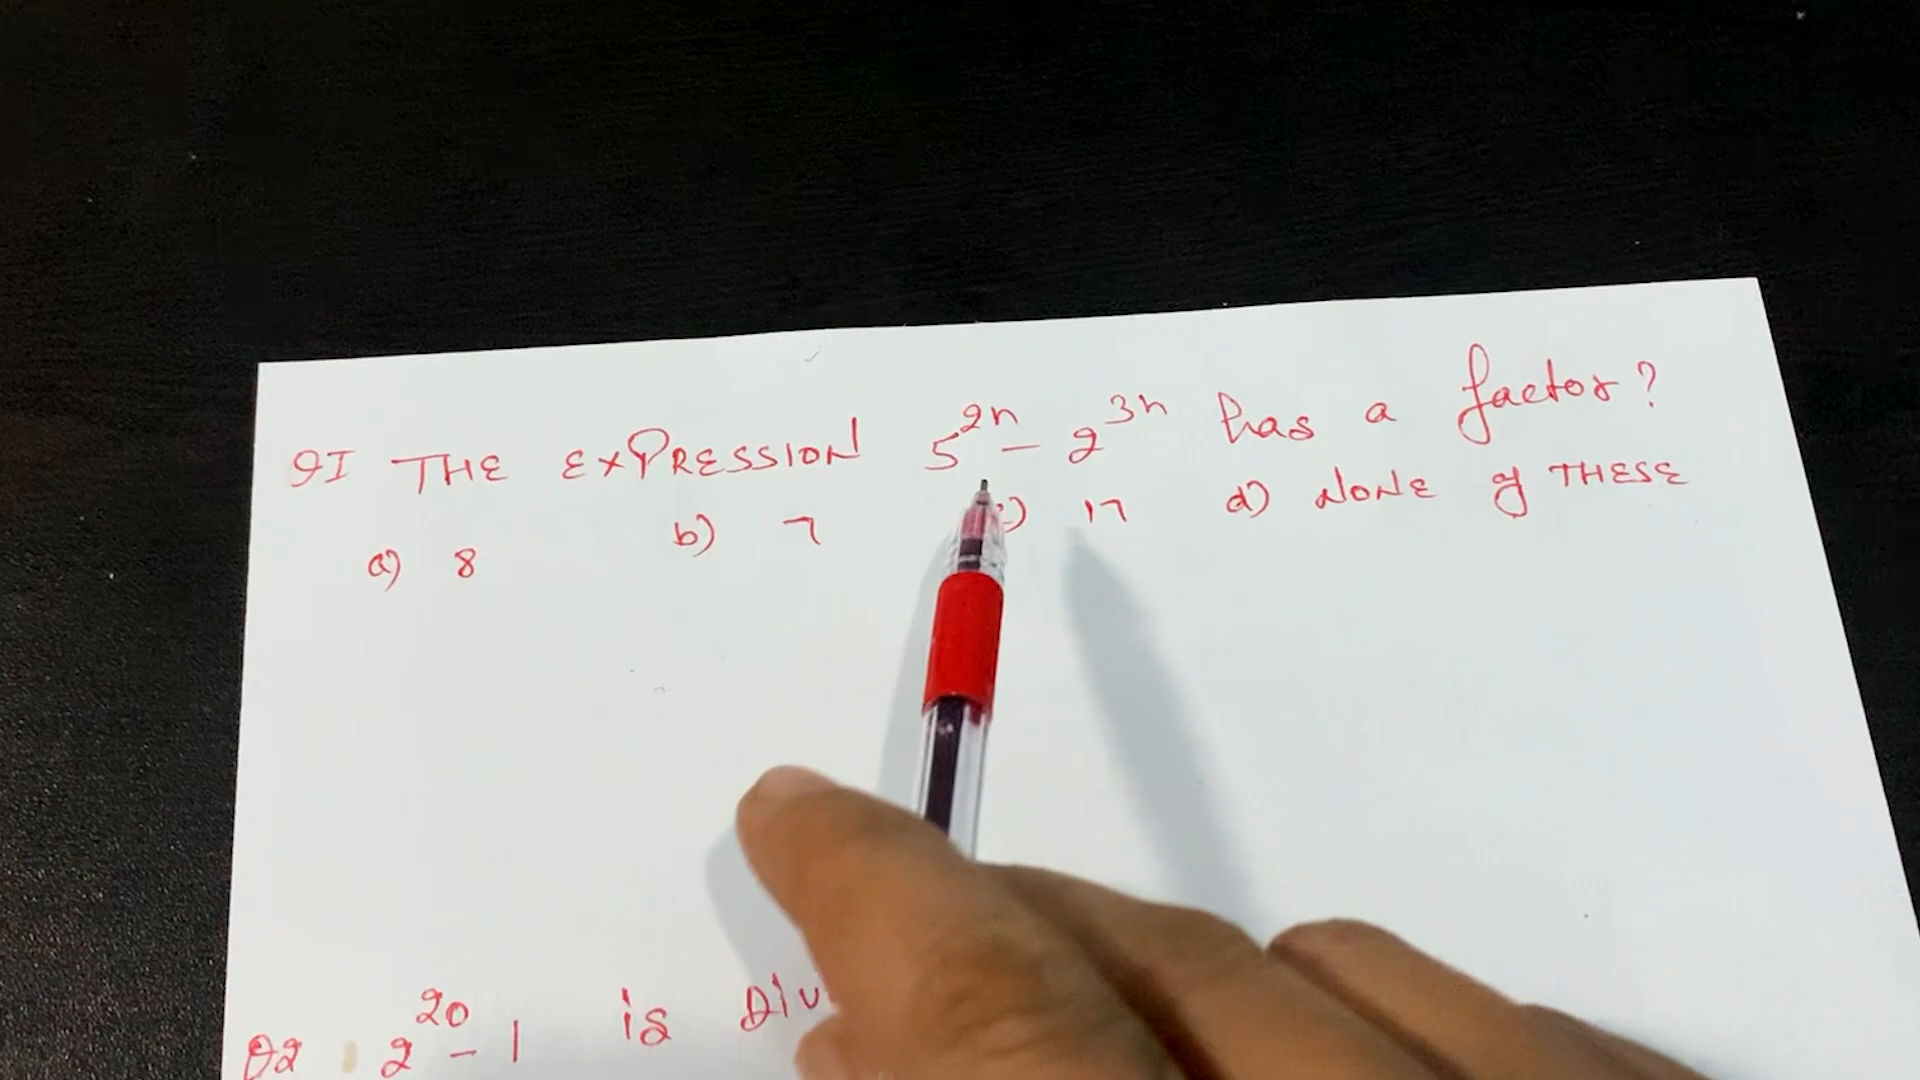 Q1 THE EXPRESSION 5^2n - 2^3n has a factor?
a) 8 b) 7 c) 17 d) NONE of THESE
Q2. 2^20 - 1 is